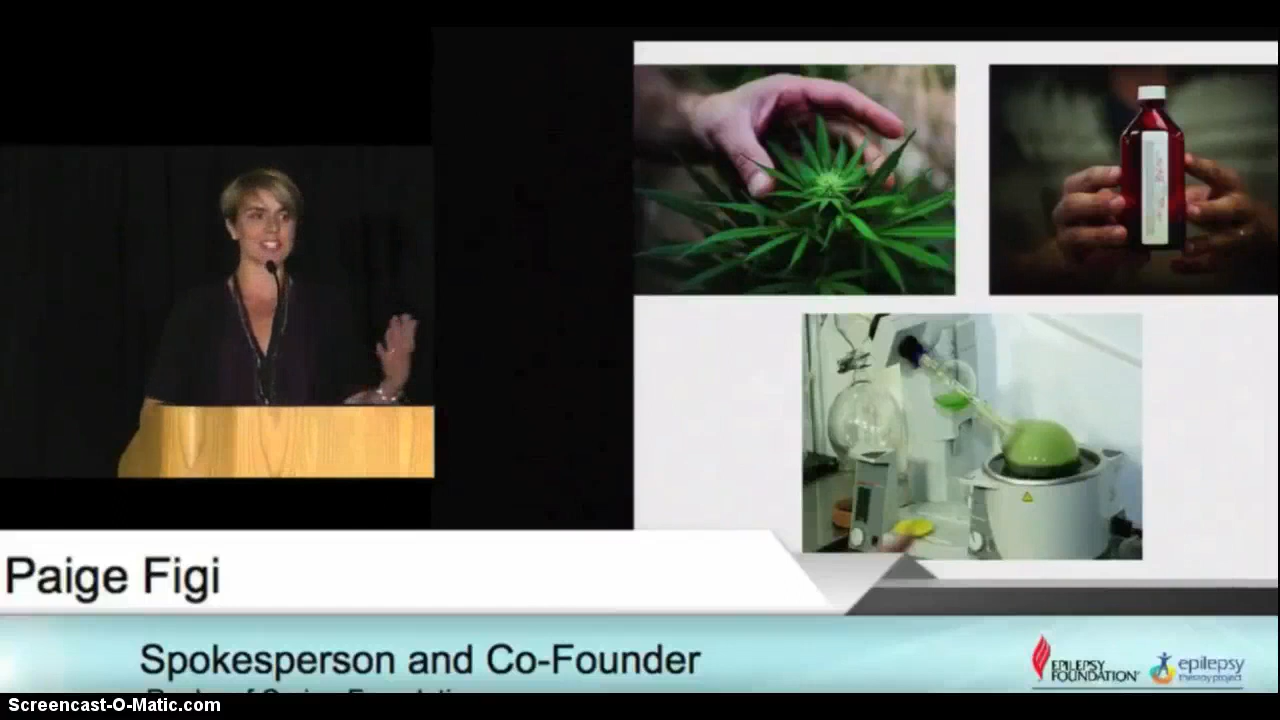 Paige Figi
Spokesperson and Co-Founder
EPILEPSY
FOUNDATION
epilepsy
therapy project
Screencast-O-Matic.com